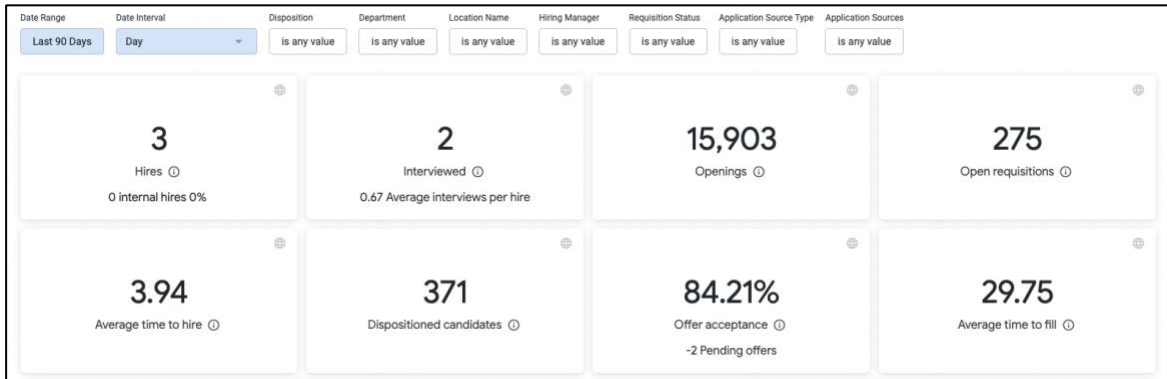 Date Range Date Interval Disposition Department Location Name Hiring Manager Requisition Status Application Source Type Application Sources
Last 90 Days Day is any value is any value is any value is any value is any value is any value is any value
3 2 15,903 275
Hires Interviewed Openings Open requisitions
0 internal hires 0% 0.67 Average interviews per hire
3.94 371 84.21% 29.75
Average time to hire Dispositioned candidates Offer acceptance Average time to fill
-2 Pending offers